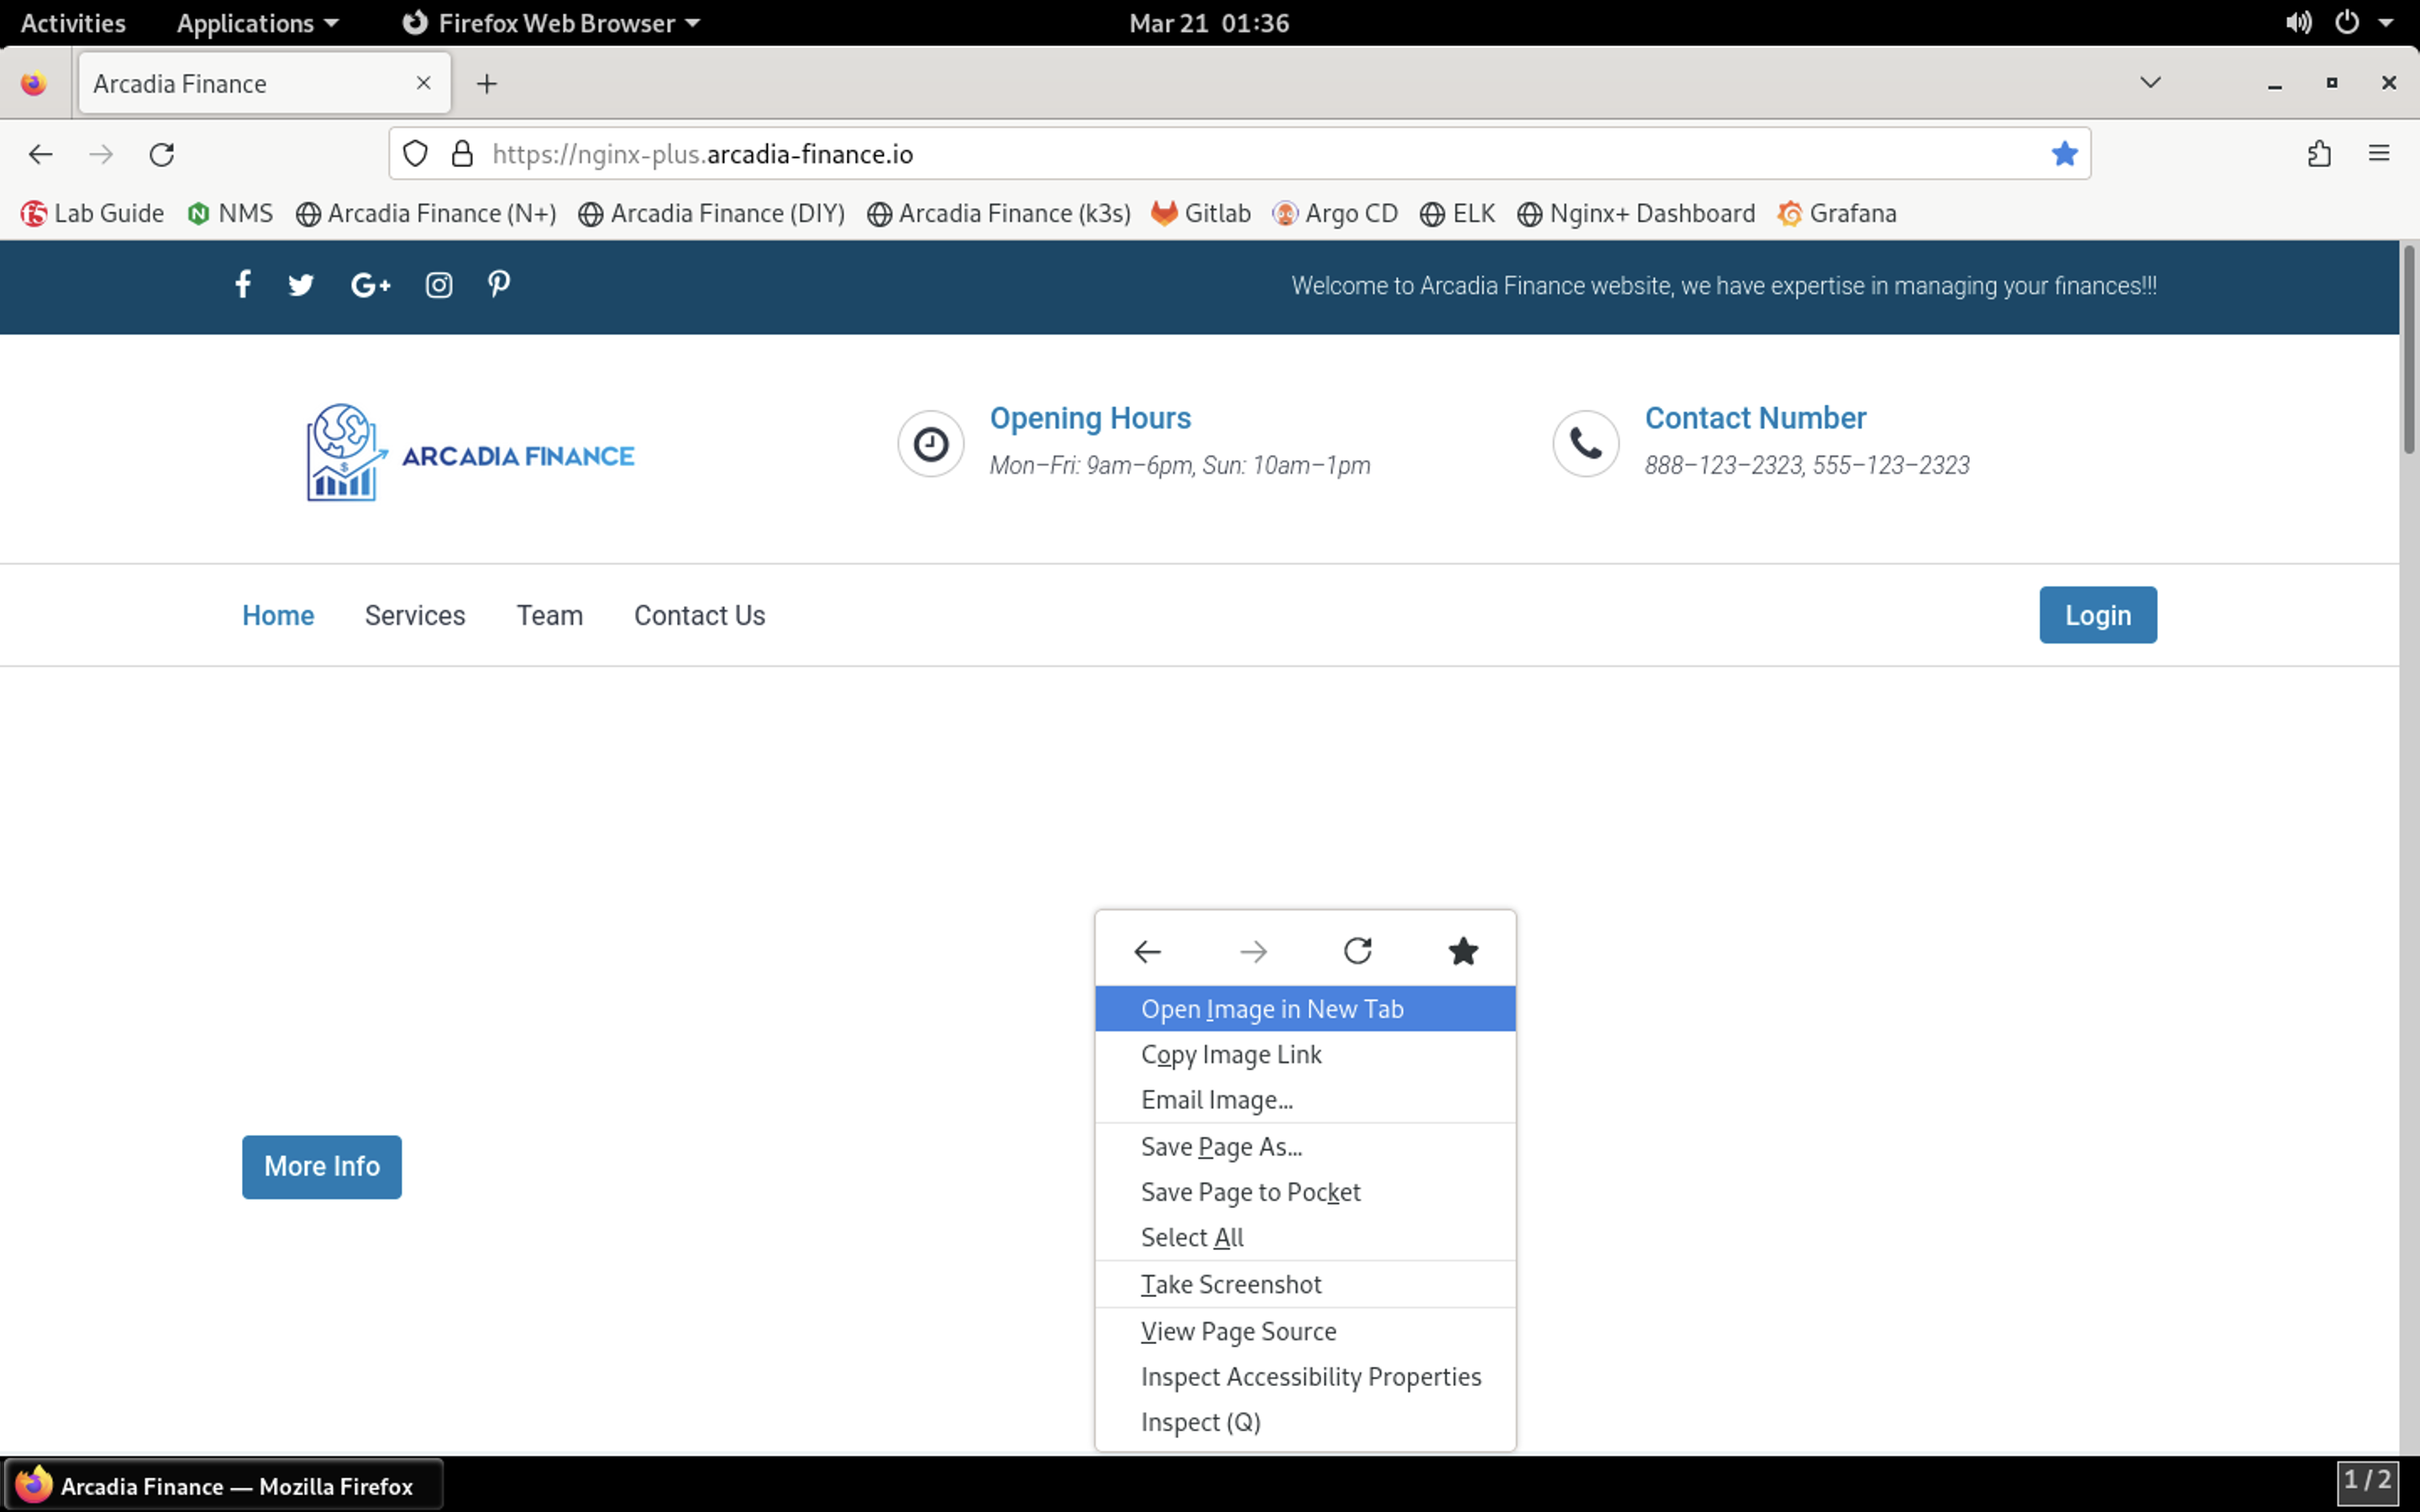 Activities Applications Firefox Web Browser Mar 21 01:36
Arcadia Finance
https://nginx-plus.arcadia-finance.io
Lab Guide NMS Arcadia Finance (N+) Arcadia Finance (DIY) Arcadia Finance (k3s) Gitlab Argo CD ELK Nginx+ Dashboard Grafana
Welcome to Arcadia Finance website, we have expertise in managing your finances!!!
ARCADIA FINANCE
Opening Hours
Mon–Fri: 9am–6pm, Sun: 10am–1pm
Contact Number
888–123–2323, 555–123–2323
Home Services Team Contact Us Login
Open Image in New Tab
Copy Image Link
Email Image...
Save Page As...
Save Page to Pocket
Select All
Take Screenshot
View Page Source
Inspect Accessibility Properties
Inspect (Q)
More Info
Arcadia Finance — Mozilla Firefox
1 / 2